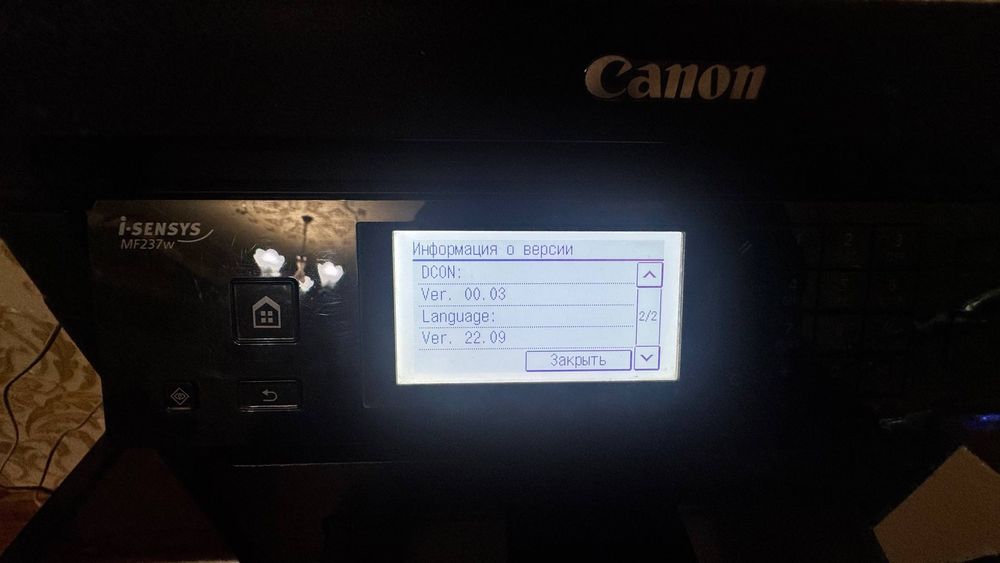 Canon
i-SENSYS
MF237w
Информация о версии
DCON:
Ver. 00.03
Language:
2/2
Ver. 22.09
Закрыть